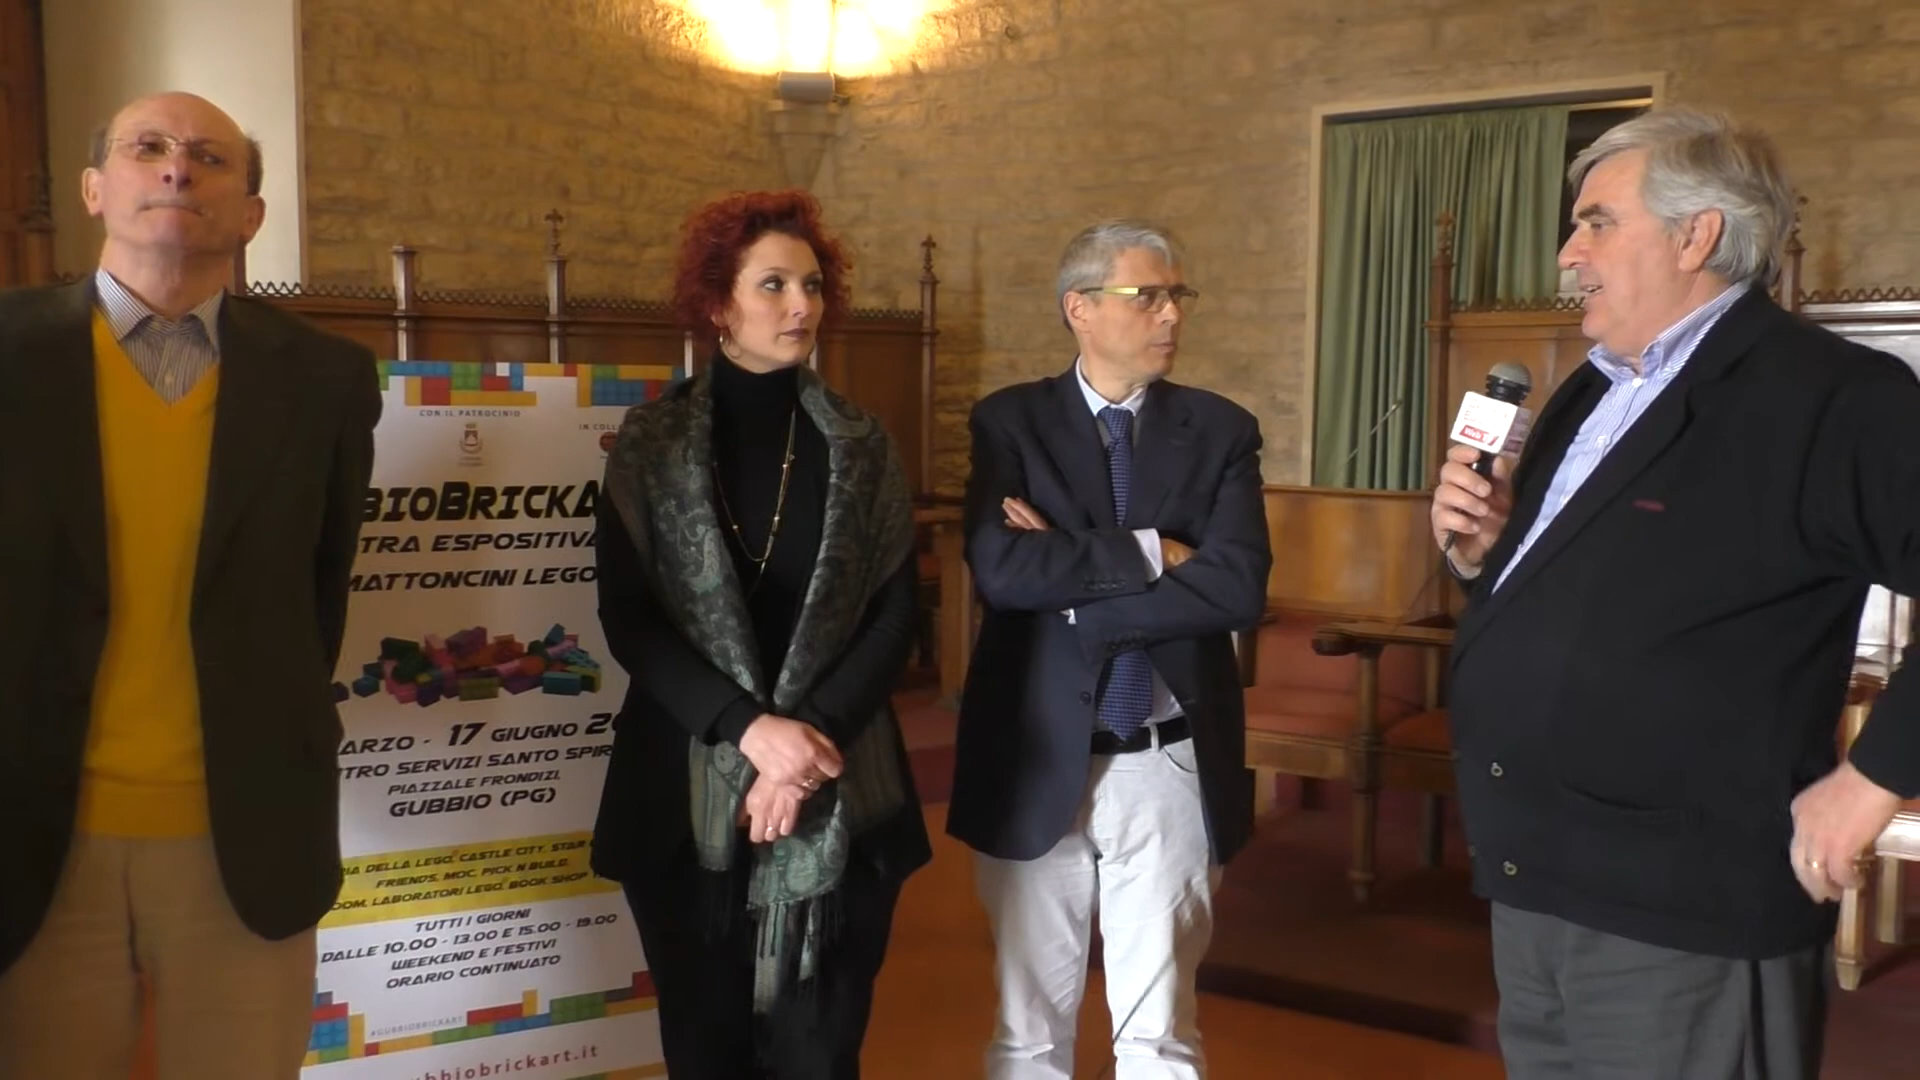 CON IL PATROCINIO
IN COLL
BIOBRICKA
TRA ESPOSITIVA
MATTONCINI LEGO
ARZO - 17 GIUGNO 2
TRO SERVIZI SANTO SPIR
PIAZZALE FRONDIZI,
GUBBIO (PG)
RIA DELLA LEGO, CASTLE CITY, STAR
FRIENDS, MOC, PICK N BUILD,
OOM, LABORATORI LEGO, BOOK SHOP
TUTTI I GIORNI
DALLE 10.00 - 13.00 E 15.00 - 19.00
WEEKEND E FESTIVI
ORARIO CONTINUATO
#GUBBIOBRICKART
ubbiobrickart.it
Web